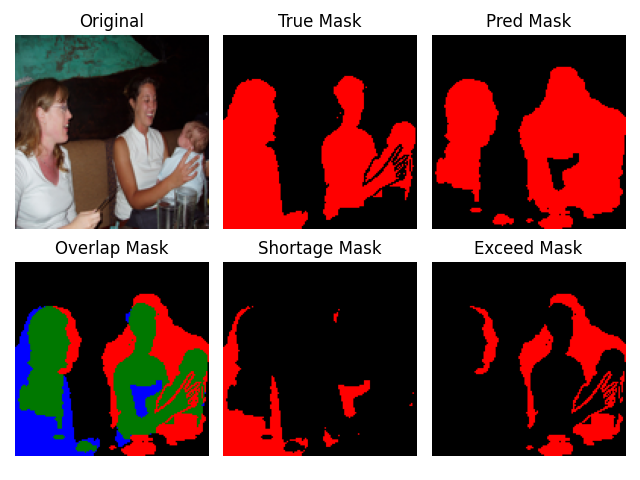 Original
True Mask
Pred Mask
Overlap Mask
Shortage Mask
Exceed Mask